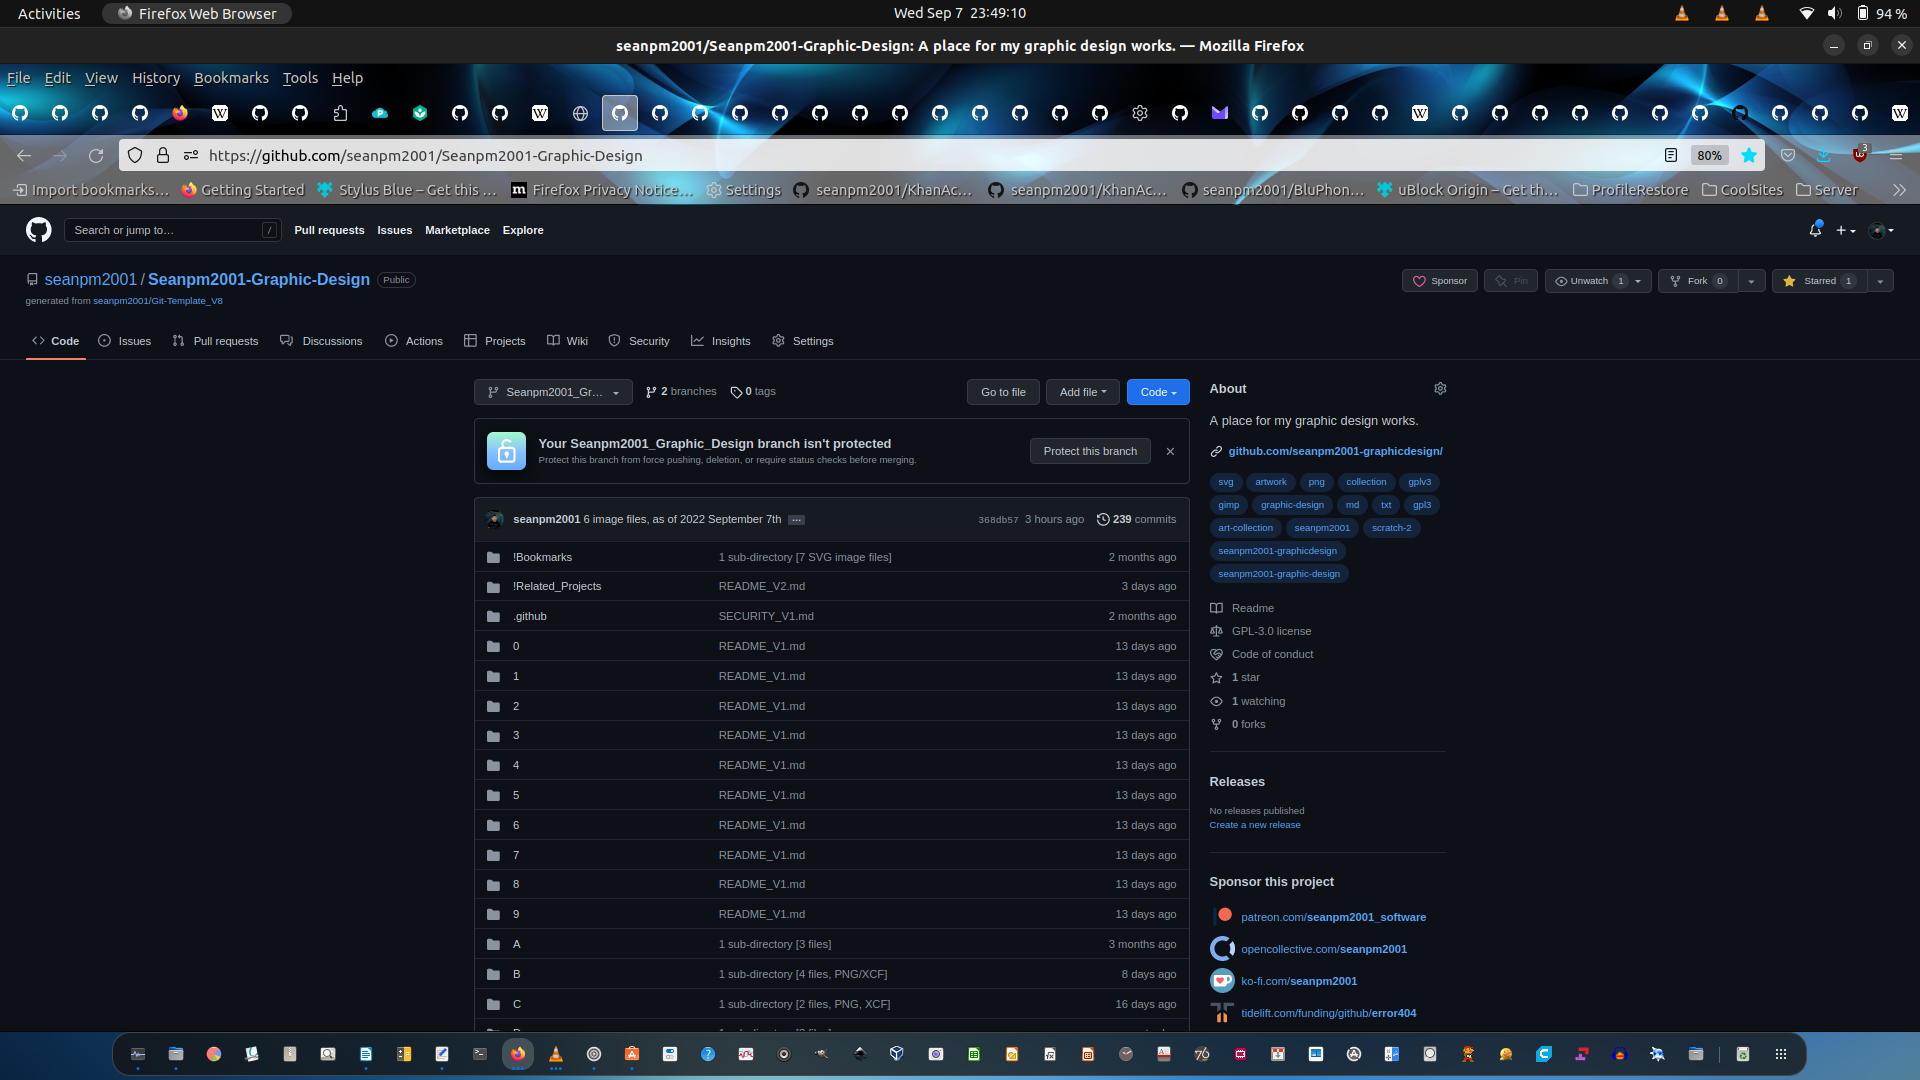 Activities
Firefox Web Browser
Wed Sep 7 23:49:10
94 %
seanpm2001/Seanpm2001-Graphic-Design: A place for my graphic design works. — Mozilla Firefox
File Edit View History Bookmarks Tools Help
https://github.com/seanpm2001/Seanpm2001-Graphic-Design
80%
3
Import bookmarks… Getting Started Stylus Blue – Get this … Firefox Privacy Notice… Settings seanpm2001/KhanAc… seanpm2001/KhanAc… seanpm2001/BluPhon… uBlock Origin – Get th… ProfileRestore CoolSites Server
Search or jump to… /
Pull requests Issues Marketplace Explore
seanpm2001 / Seanpm2001-Graphic-Design Public
Sponsor Pin Unwatch 1 Fork 0 Starred 1
generated from seanpm2001/Git-Template_V8
Code Issues Pull requests Discussions Actions Projects Wiki Security Insights Settings
Seanpm2001_Gr… 2 branches 0 tags Go to file Add file Code
Your Seanpm2001_Graphic_Design branch isn't protected
Protect this branch from force pushing, deletion, or require status checks before merging.
Protect this branch
seanpm2001 6 image files, as of 2022 September 7th … 368db57 3 hours ago 239 commits
!Bookmarks 1 sub-directory [7 SVG image files] 2 months ago
!Related_Projects README_V2.md 3 days ago
.github SECURITY_V1.md 2 months ago
0 README_V1.md 13 days ago
1 README_V1.md 13 days ago
2 README_V1.md 13 days ago
3 README_V1.md 13 days ago
4 README_V1.md 13 days ago
5 README_V1.md 13 days ago
6 README_V1.md 13 days ago
7 README_V1.md 13 days ago
8 README_V1.md 13 days ago
9 README_V1.md 13 days ago
A 1 sub-directory [3 files] 3 months ago
B 1 sub-directory [4 files, PNG/XCF] 8 days ago
C 1 sub-directory [2 files, PNG, XCF] 16 days ago
About
A place for my graphic design works.
github.com/seanpm2001-graphicdesign/
svg artwork png collection gplv3
gimp graphic-design md txt gpl3
art-collection seanpm2001 scratch-2
seanpm2001-graphicdesign
seanpm2001-graphic-design
Readme
GPL-3.0 license
Code of conduct
1 star
1 watching
0 forks
Releases
No releases published
Create a new release
Sponsor this project
patreon.com/seanpm2001_software
opencollective.com/seanpm2001
ko-fi.com/seanpm2001
tidelift.com/funding/github/error404